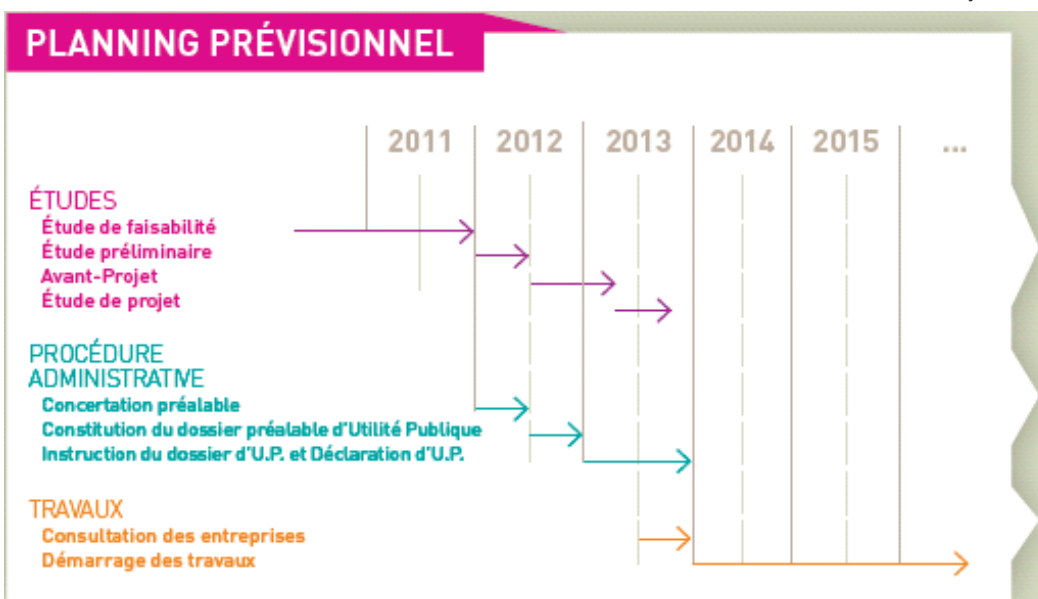 PLANNING PRÉVISIONNEL
2011 2012 2013 2014 2015 ...
ÉTUDES
Étude de faisabilité
Étude préliminaire
Avant-Projet
Étude de projet
PROCÉDURE
ADMINISTRATIVE
Concertation préalable
Constitution du dossier préalable d'Utilité Publique
Instruction du dossier d'U.P. et Déclaration d'U.P.
TRAVAUX
Consultation des entreprises
Démarrage des travaux